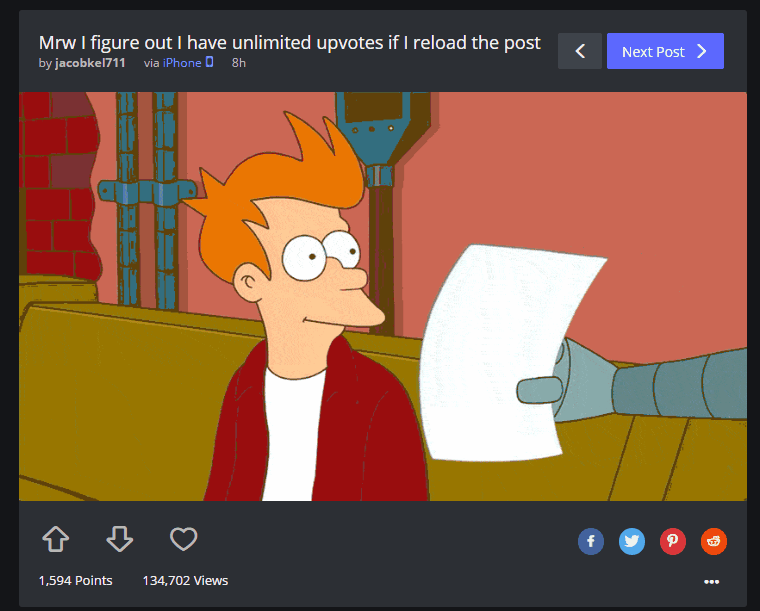 Mrw I figure out I have unlimited upvotes if I reload the post
by jacobkel711 via iPhone 8h
Next Post
1,594 Points 134,702 Views